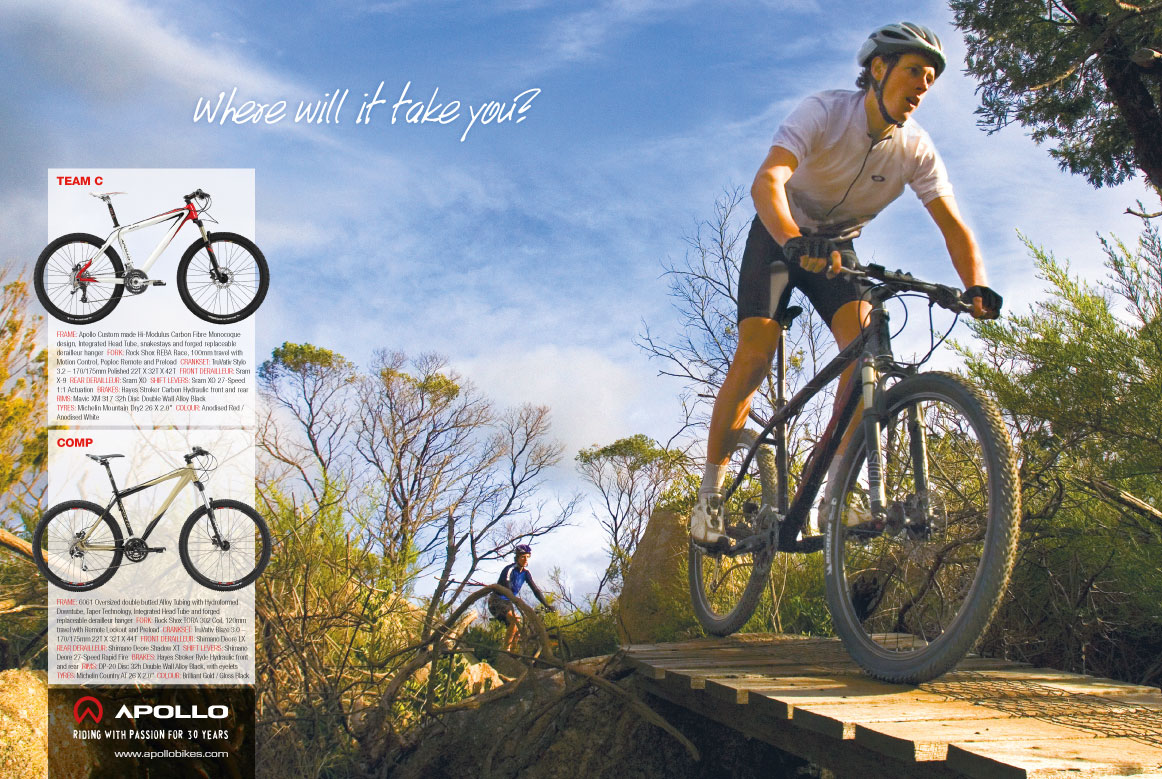 Where will it take you?
TEAM C
FRAME: Apollo Custom made Hi-Modulus Carbon Fibre Monocoque
design, Integrated Head Tube, snakestays and forged replaceable
derailleur hanger FORK: Rock Shox REBA Race, 100mm travel with
Motion Control, Poploc Remote and Preload CRANKSET: TruVativ Stylo
3.2 – 170/175mm Polished 22T X 32T X 42T FRONT DERAILLEUR: Sram
X-9 REAR DERAILLEUR: Sram XO SHIFT LEVERS: Sram XO 27-Speed
1:1 Actuation BRAKES: Hayes Stroker Carbon Hydraulic front and rear
RIMS: Mavic XM 317 32h Disc Double Wall Alloy Black
TYRES: Michelin Mountain Dry2 26 X 2.0" COLOUR: Anodised Red /
Anodised White
COMP
FRAME: 6061 Oversized double butted Alloy Tubing with Hydroformed
Downtube, Taper Technology, Integrated Head Tube and forged
replaceable derailleur hanger FORK: Rock Shox TORA 302 Coil, 120mm
travel with Remote Lockout and Preload CRANKSET: TruVativ Blaze 3.0 –
170/175mm 22T X 32T X 44T FRONT DERAILLEUR: Shimano Deore LX
REAR DERAILLEUR: Shimano Deore Shadow XT SHIFT LEVERS: Shimano
Deore 27-Speed Rapid Fire BRAKES: Hayes Stroker Ryde Hydraulic front
and rear RIMS: DP-20 Disc 32h Double Wall Alloy Black, with eyelets
TYRES: Michelin Country AT 26 X 2.0" COLOUR: Brilliant Gold / Gloss Black
APOLLO
RIDING WITH PASSION FOR 30 YEARS
www.apollobikes.com